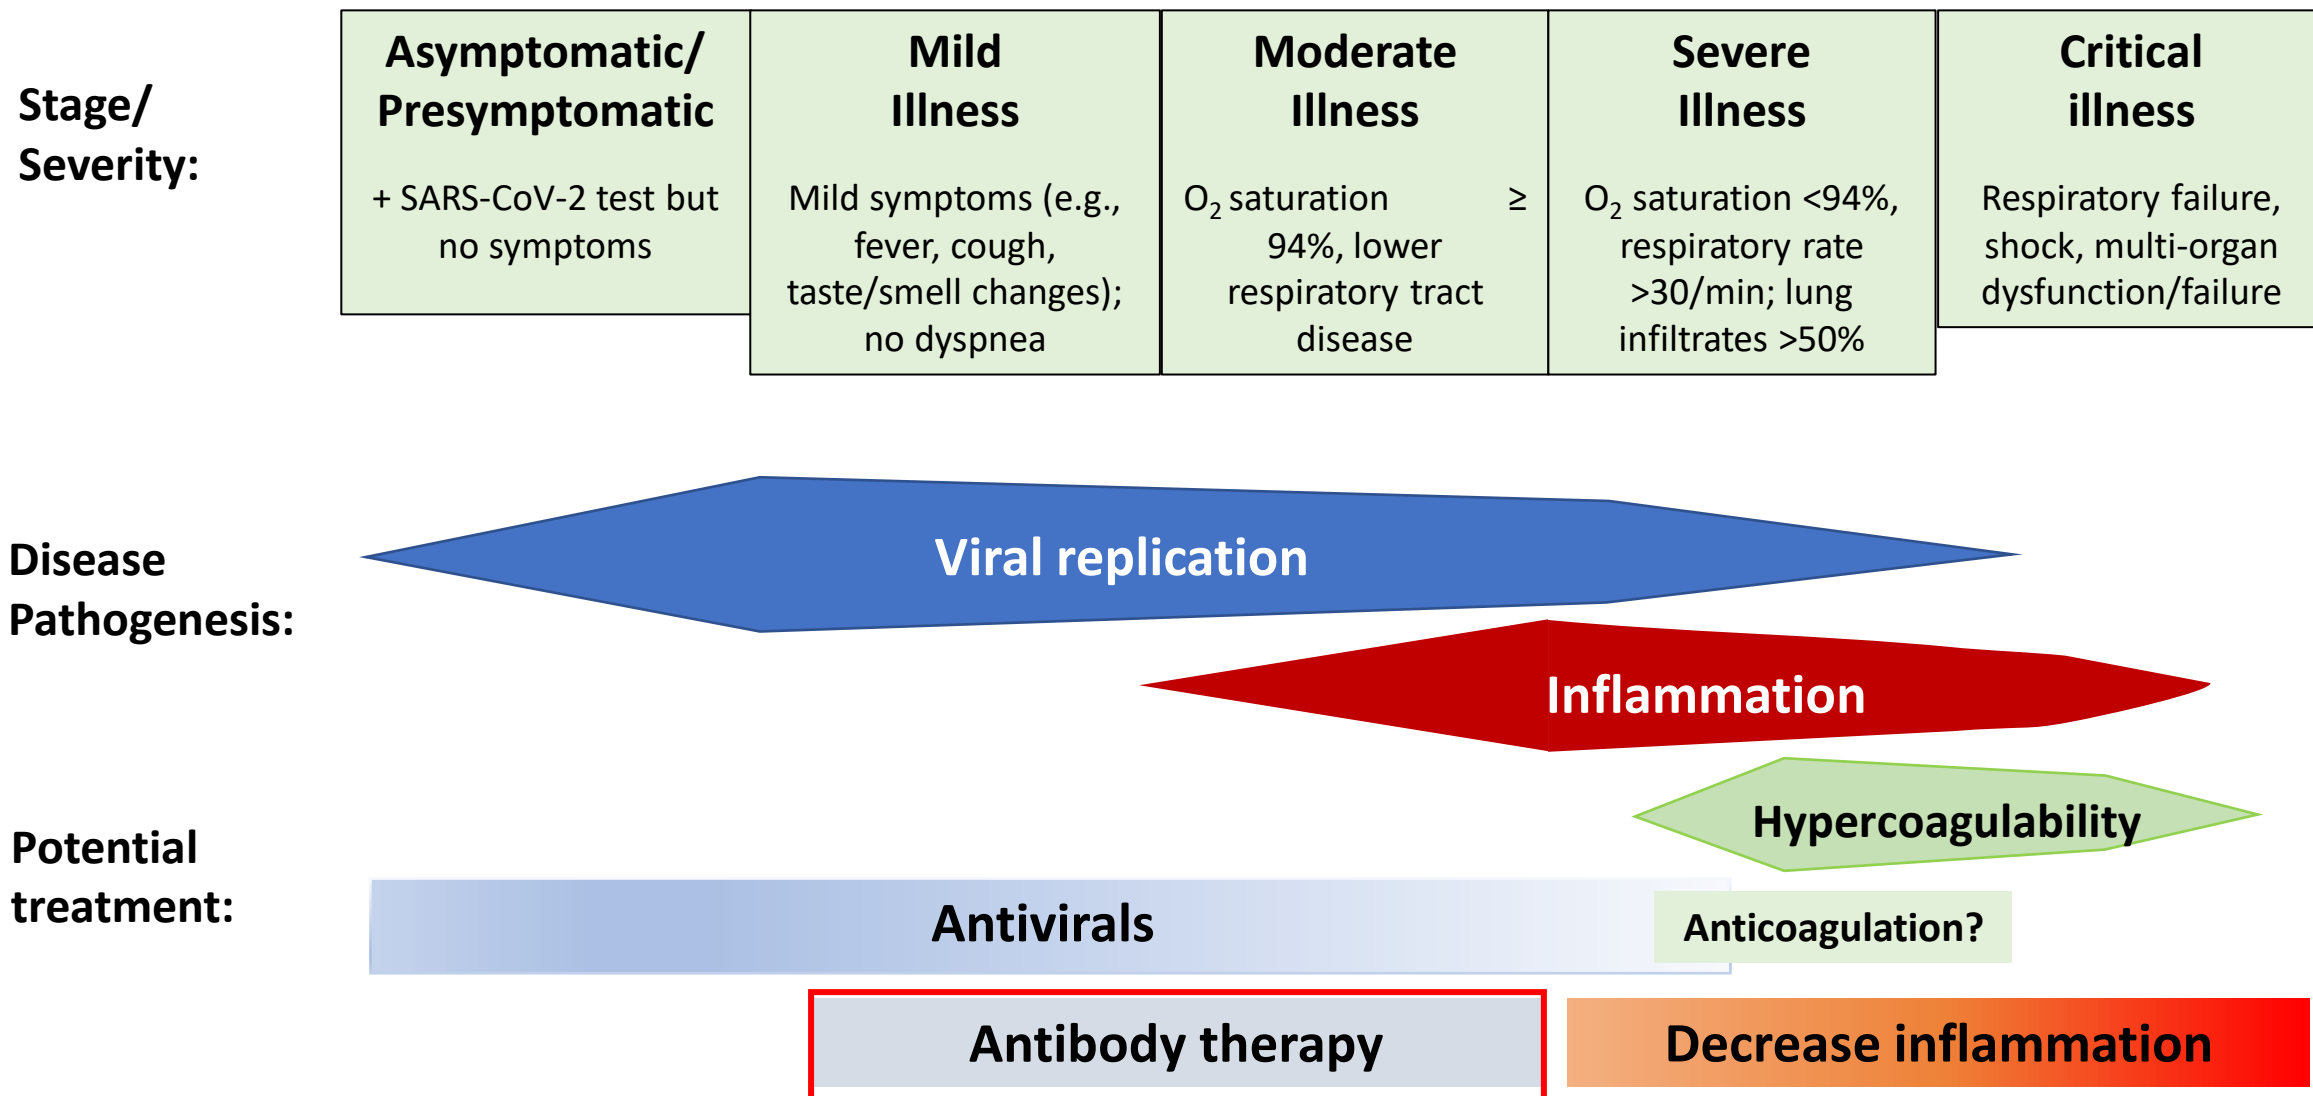 Stage/
Severity:
Asymptomatic/
Presymptomatic
+ SARS-CoV-2 test but
no symptoms
Mild
Illness
Mild symptoms (e.g.,
fever, cough,
taste/smell changes);
no dyspnea
Moderate
Illness
O₂ saturation ≥
94%, lower
respiratory tract
disease
Severe
Illness
O₂ saturation <94%,
respiratory rate
>30/min; lung
infiltrates >50%
Critical
illness
Respiratory failure,
shock, multi-organ
dysfunction/failure
Disease
Pathogenesis:
Viral replication
Inflammation
Hypercoagulability
Potential
treatment:
Antivirals
Anticoagulation?
Antibody therapy
Decrease inflammation